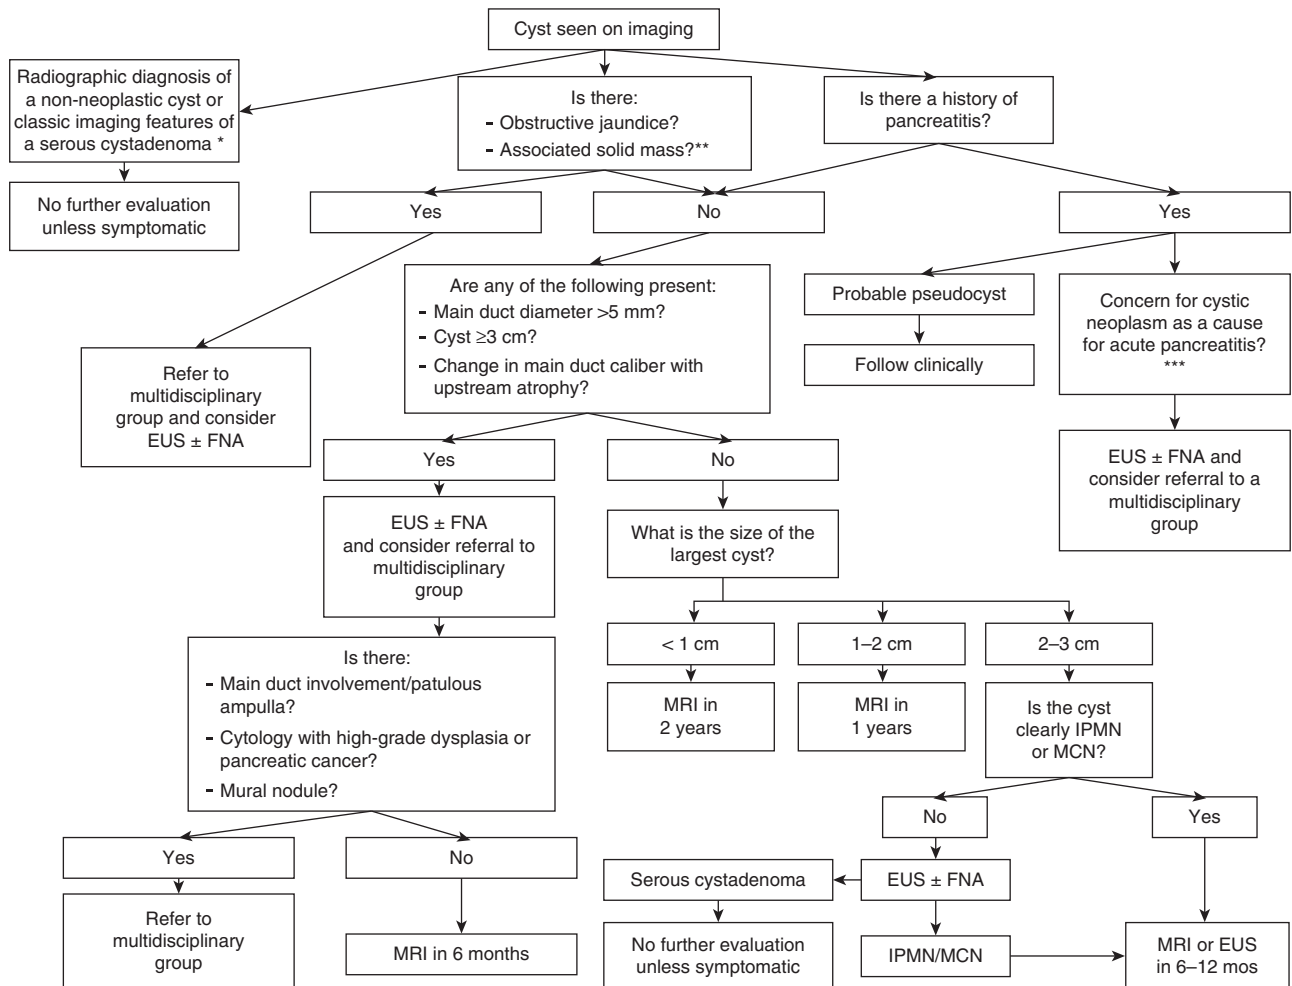 Cyst seen on imaging
Radiographic diagnosis of
a non-neoplastic cyst or
classic imaging features of
a serous cystadenoma *
No further evaluation
unless symptomatic
Is there:
- Obstructive jaundice?
- Associated solid mass?**
Is there a history of
pancreatitis?
Yes
No
Yes
Refer to
multidisciplinary
group and consider
EUS ± FNA
Are any of the following present:
- Main duct diameter >5 mm?
- Cyst ≥3 cm?
- Change in main duct caliber with
upstream atrophy?
Probable pseudocyst
Follow clinically
Concern for cystic
neoplasm as a cause
for acute pancreatitis?
***
EUS ± FNA and
consider referral to a
multidisciplinary
group
Yes
No
EUS ± FNA
and consider referral to
multidisciplinary
group
What is the size of the
largest cyst?
Is there:
- Main duct involvement/patulous
ampulla?
- Cytology with high-grade dysplasia or
pancreatic cancer?
- Mural nodule?
< 1 cm
1–2 cm
2–3 cm
MRI in
2 years
MRI in
1 years
Is the cyst
clearly IPMN
or MCN?
Yes
No
No
Yes
Refer to
multidisciplinary
group
MRI in 6 months
Serous cystadenoma
EUS ± FNA
No further evaluation
unless symptomatic
IPMN/MCN
MRI or EUS
in 6–12 mos